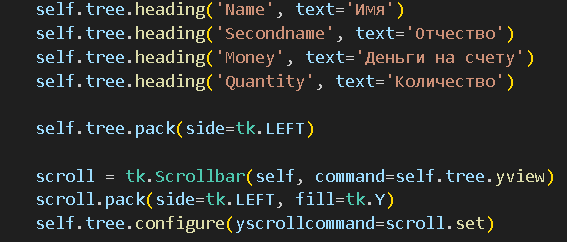 self.tree.heading('Name', text='Имя')
self.tree.heading('Secondname', text='Отчество')
self.tree.heading('Money', text='Деньги на счету')
self.tree.heading('Quantity', text='Количество')
self.tree.pack(side=tk.LEFT)
scroll = tk.Scrollbar(self, command=self.tree.yview)
scroll.pack(side=tk.LEFT, fill=tk.Y)
self.tree.configure(yscrollcommand=scroll.set)